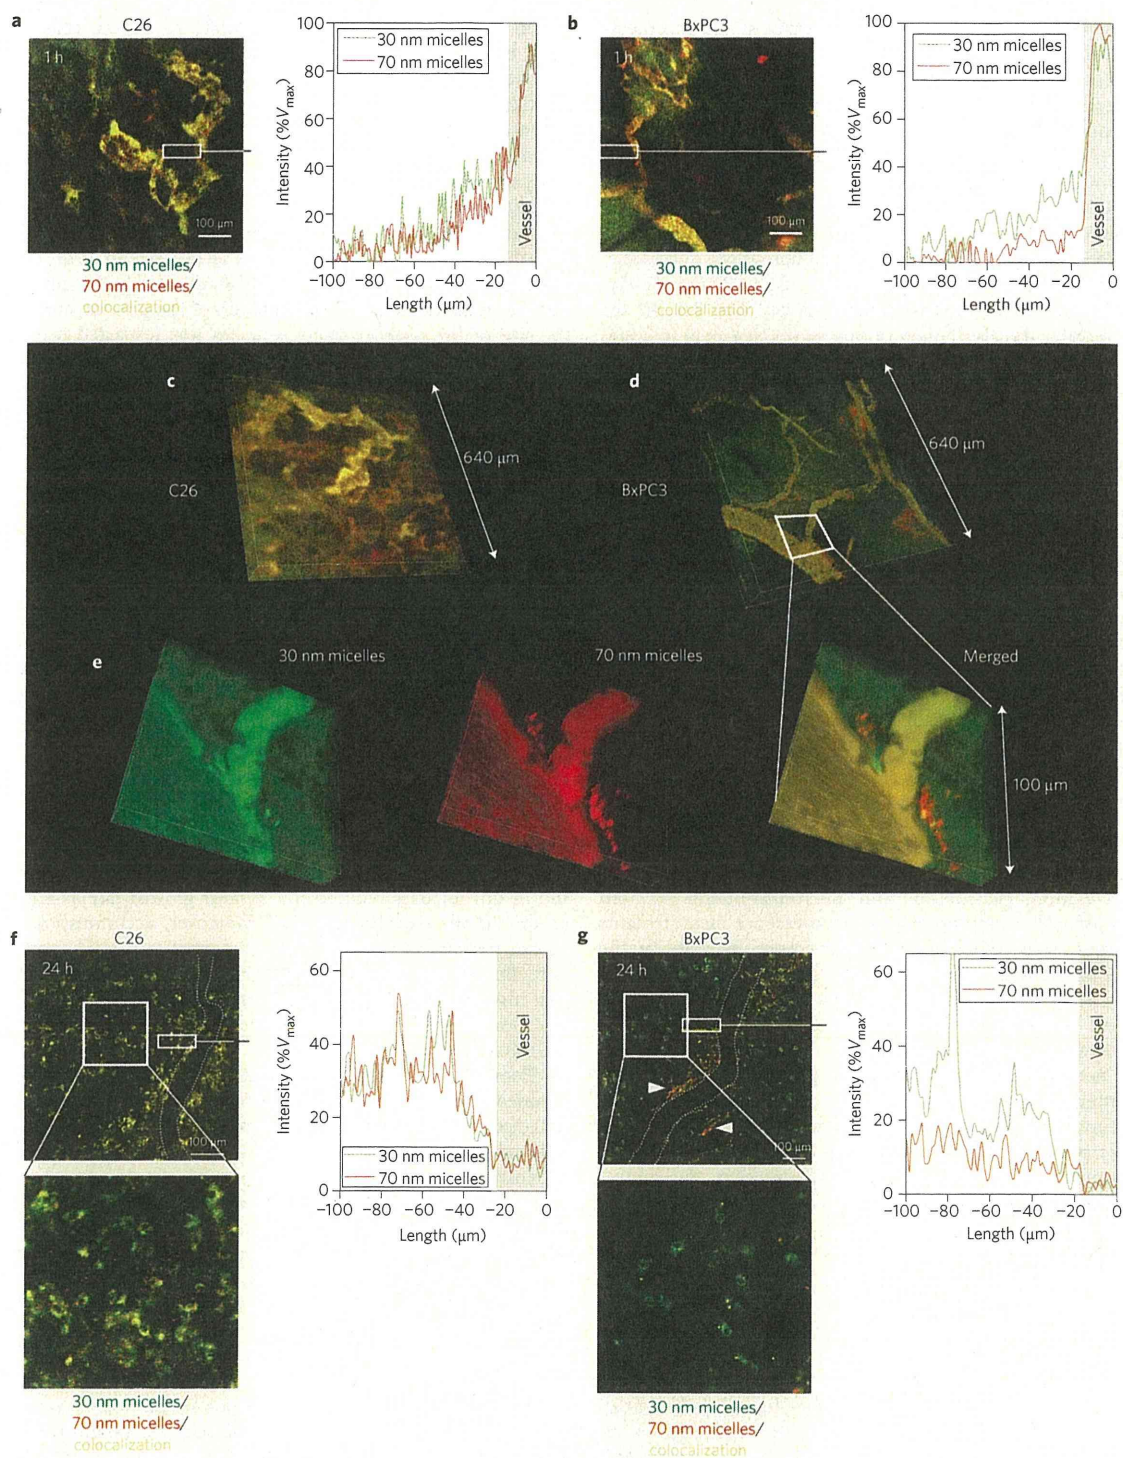 a
C26
1 h
100 µm
30 nm micelles/
70 nm micelles/
colocalization
Intensity (%Vmax)
100
80
60
40
20
0
30 nm micelles
70 nm micelles
Vessel
−100 −80 −60 −40 −20 0
Length (µm)
b
BxPC3
1 h
100 µm
30 nm micelles/
70 nm micelles/
colocalization
Intensity (%Vmax)
100
80
60
40
20
0
30 nm micelles
70 nm micelles
Vessel
−100 −80 −60 −40 −20 0
Length (µm)
c
C26
640 µm
d
BxPC3
640 µm
e
30 nm micelles
70 nm micelles
Merged
100 µm
f
C26
24 h
100 µm
30 nm micelles/
70 nm micelles/
colocalization
Intensity (%Vmax)
60
40
20
0
Vessel
30 nm micelles
70 nm micelles
−100 −80 −60 −40 −20 0
Length (µm)
g
BxPC3
24 h
100 µm
30 nm micelles/
70 nm micelles/
colocalization
Intensity (%Vmax)
60
40
20
0
30 nm micelles
70 nm micelles
Vessel
−100 −80 −60 −40 −20 0
Length (µm)